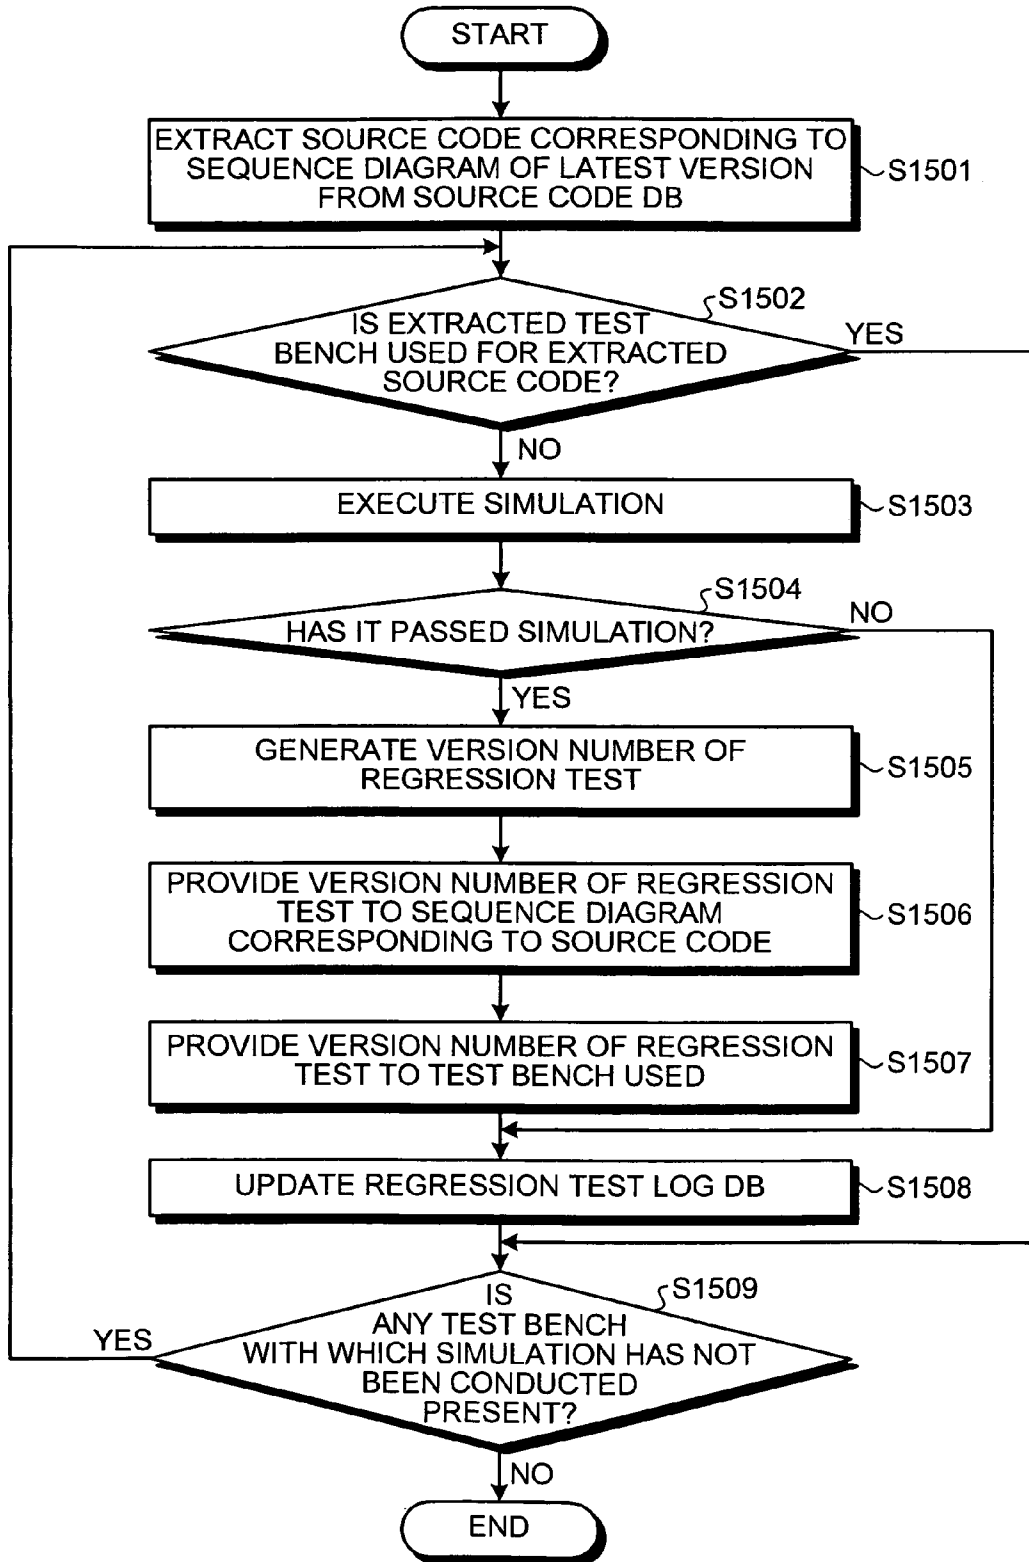 START
EXTRACT SOURCE CODE CORRESPONDING TO
SEQUENCE DIAGRAM OF LATEST VERSION
FROM SOURCE CODE DB
S1501
S1502
IS EXTRACTED TEST
BENCH USED FOR EXTRACTED
SOURCE CODE?
YES
NO
EXECUTE SIMULATION
S1503
S1504
HAS IT PASSED SIMULATION?
NO
YES
GENERATE VERSION NUMBER OF
REGRESSION TEST
S1505
PROVIDE VERSION NUMBER OF REGRESSION
TEST TO SEQUENCE DIAGRAM
CORRESPONDING TO SOURCE CODE
S1506
PROVIDE VERSION NUMBER OF REGRESSION
TEST TO TEST BENCH USED
S1507
UPDATE REGRESSION TEST LOG DB
S1508
S1509
IS
ANY TEST BENCH
WITH WHICH SIMULATION HAS NOT
BEEN CONDUCTED
PRESENT?
YES
NO
END